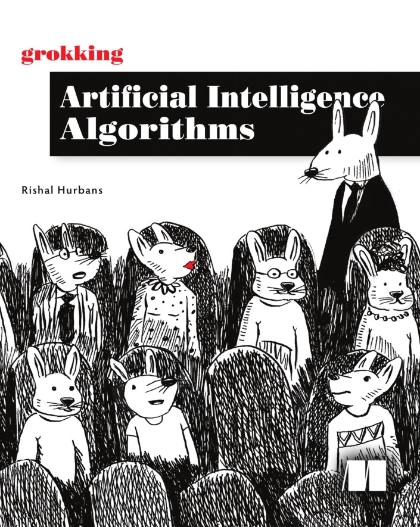 grokking
Artificial Intelligence
Algorithms
Rishal Hurbans